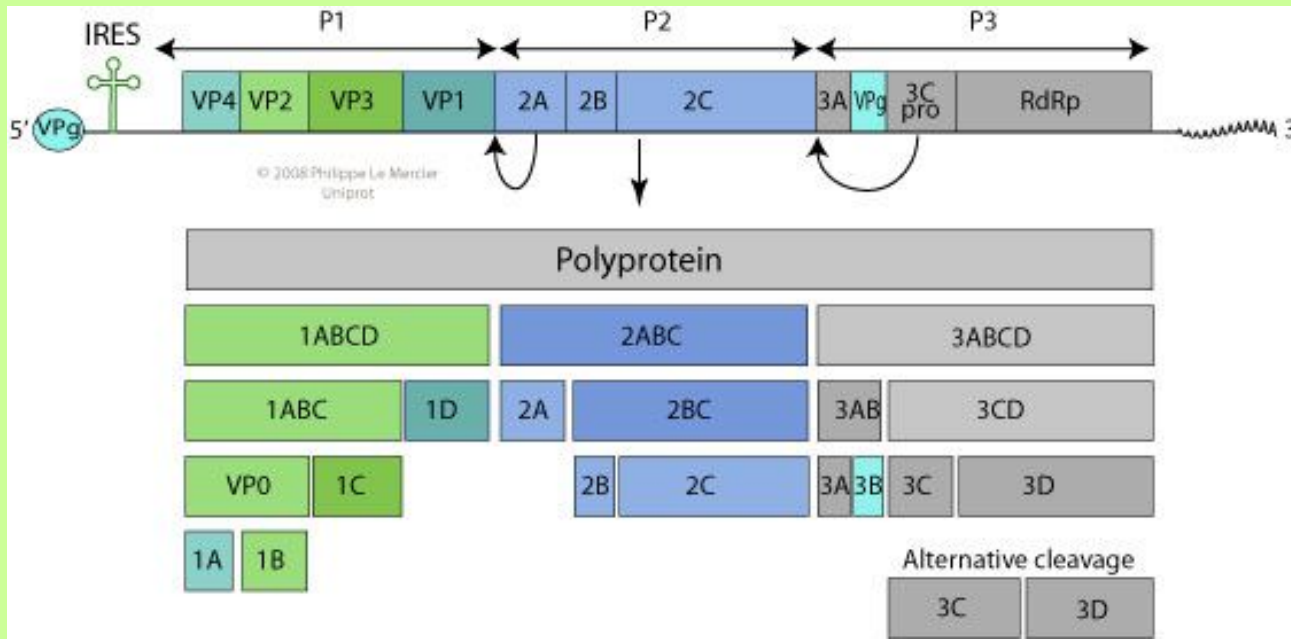 P1 P2 P3
IRES
VP4 VP2 VP3 VP1 2A 2B 2C 3A VPg 3C pro RdRp
5' VPg 3
© 2008 Philippe Le Mercier
Uniprot
Polyprotein
1ABCD 2ABC 3ABCD
1ABC 1D 2A 2BC 3AB 3CD
VP0 1C 2B 2C 3A 3B 3C 3D
1A 1B
Alternative cleavage
3C 3D